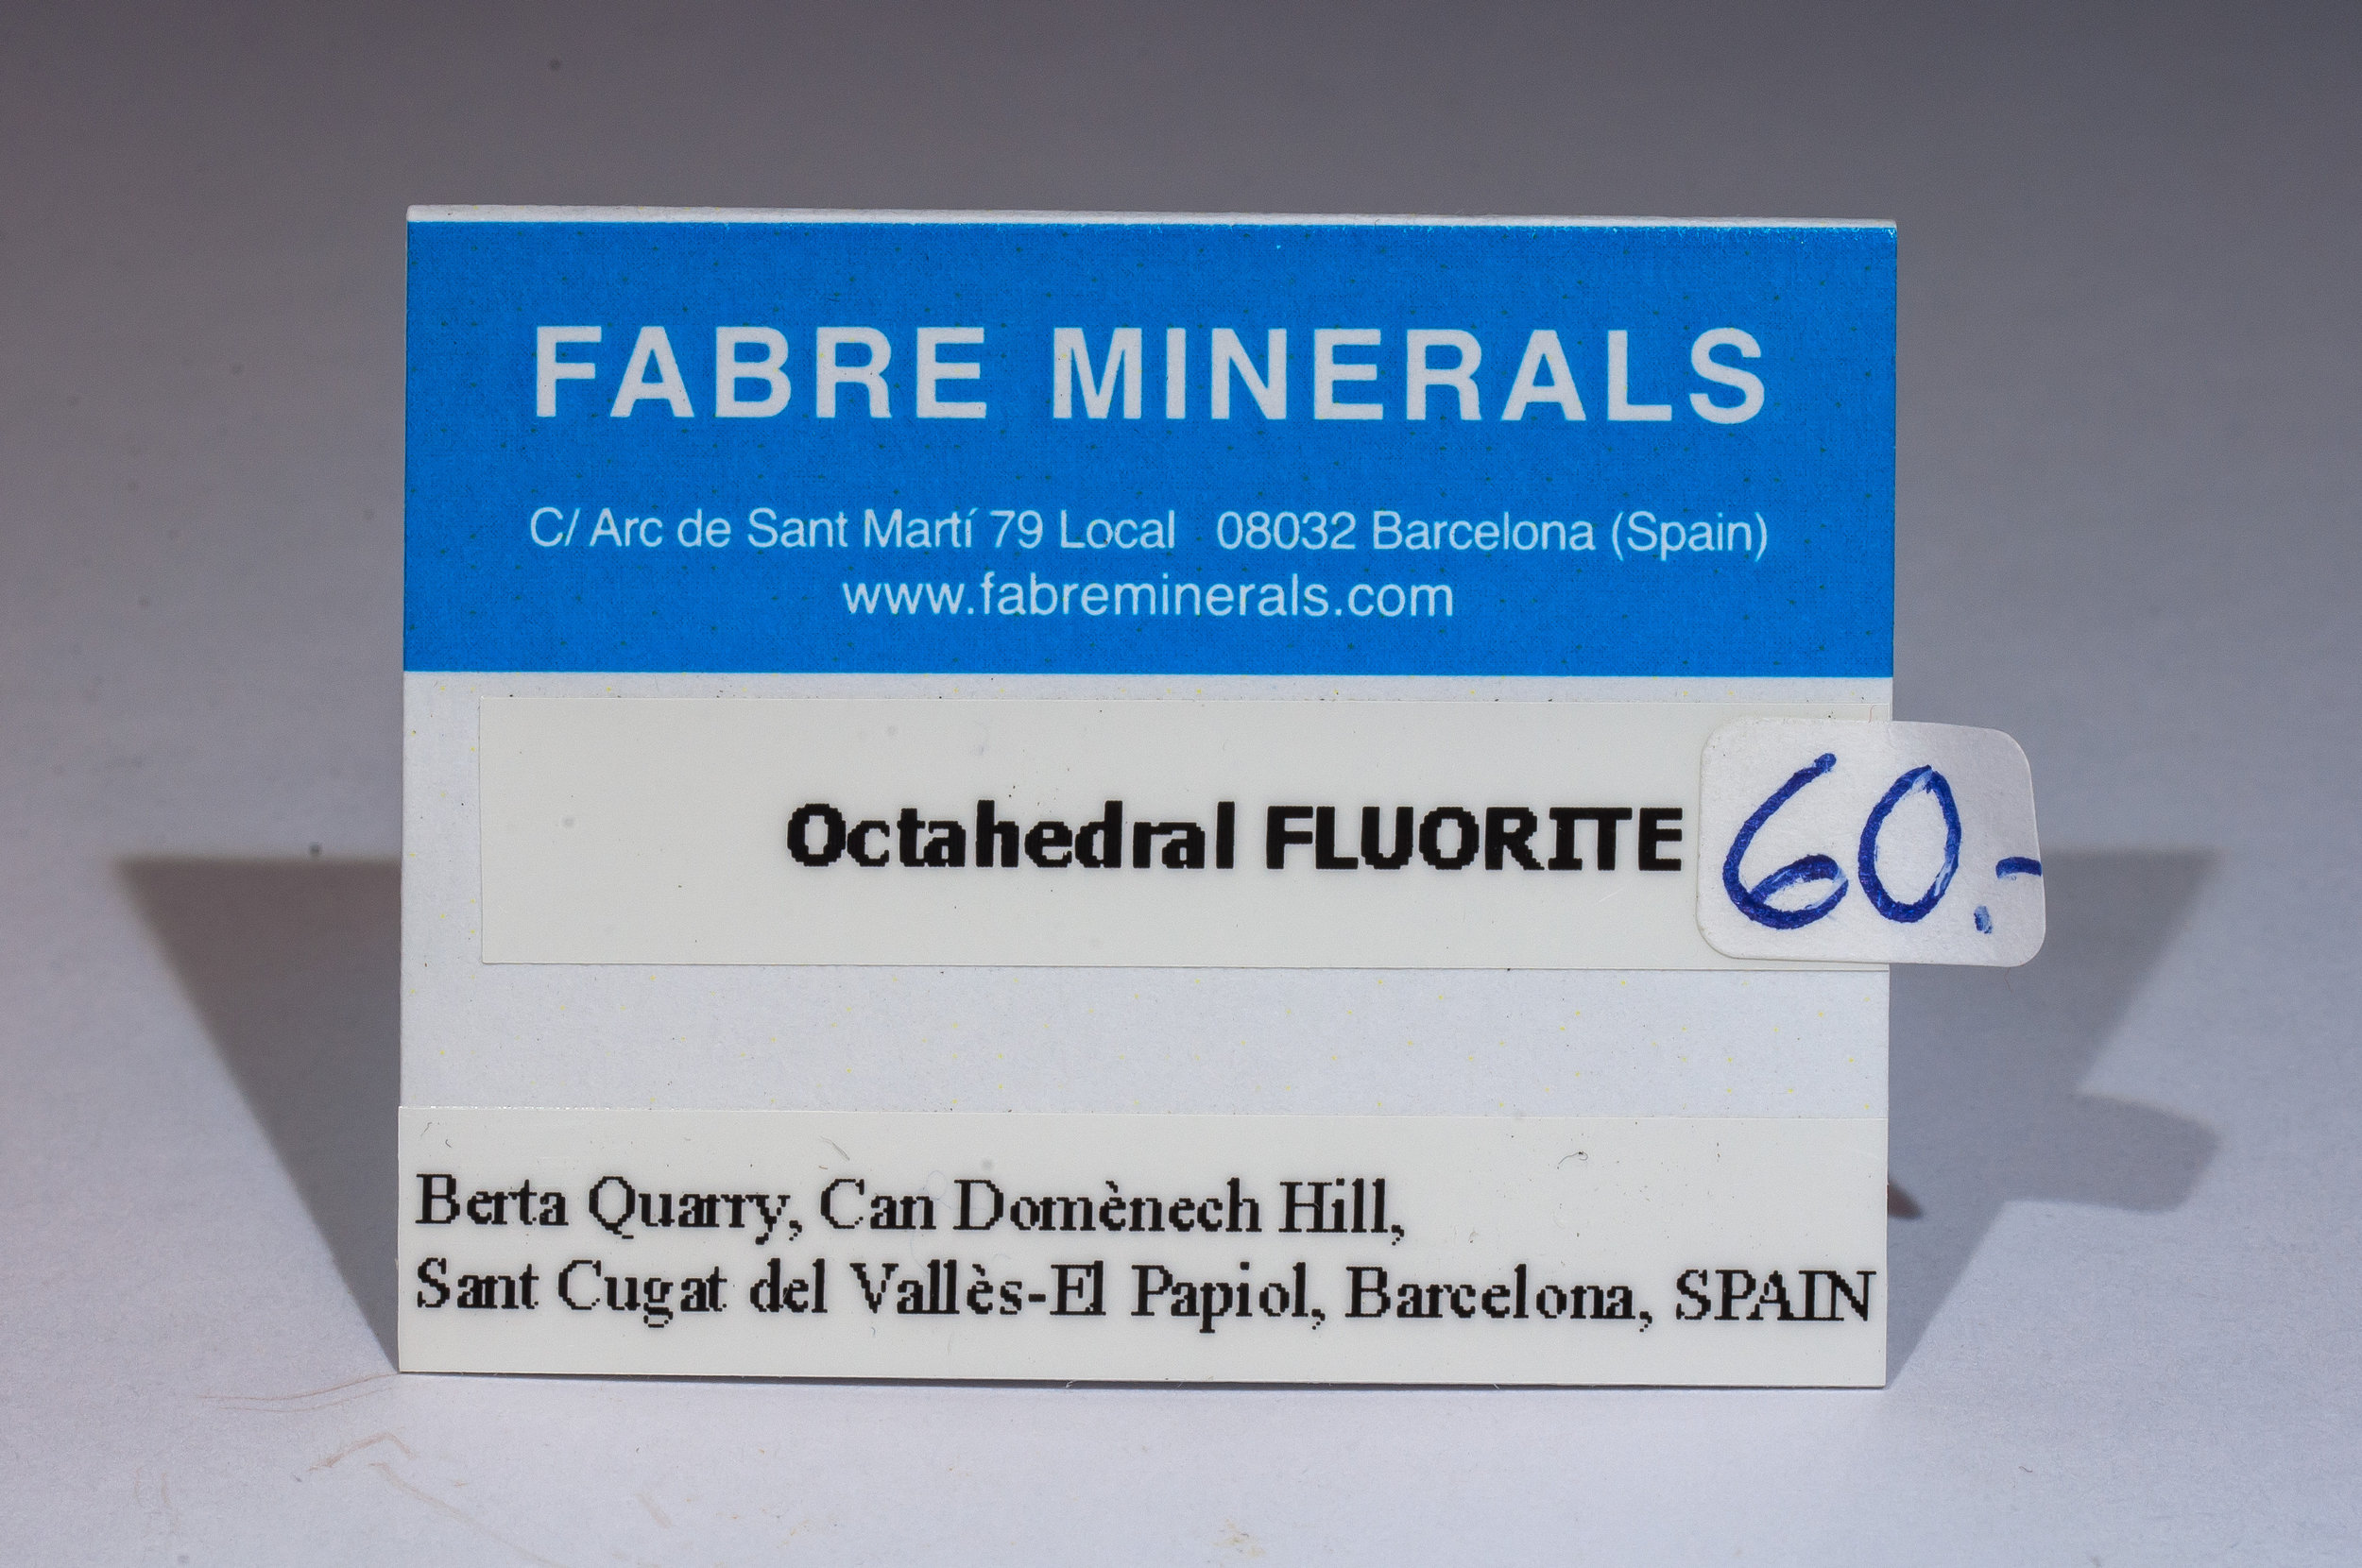 FABRE MINERALS
C/ Arc de Sant Martí 79 Local 08032 Barcelona (Spain)
www.fabreminerals.com
Octahedral FLUORITE
60.-
Berta Quarry, Can Domènech Hill,
Sant Cugat del Vallès-El Papiol, Barcelona, SPAIN